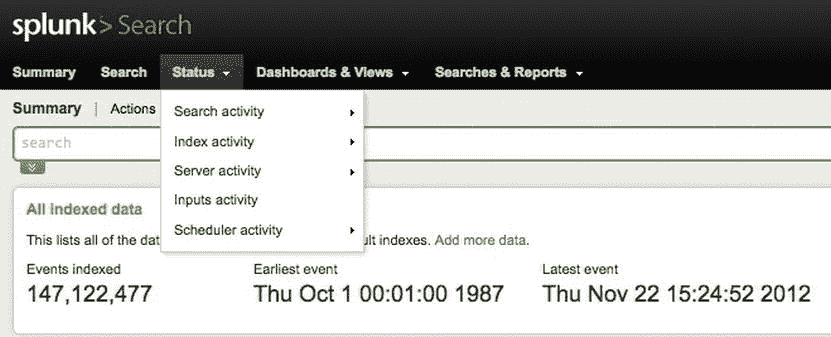 splunk> Search
Summary Search Status Dashboards & Views Searches & Reports
Summary | Actions
search
Search activity
Index activity
Server activity
Inputs activity
Scheduler activity
All indexed data
This lists all of the dat ult indexes. Add more data.
Events indexed Earliest event Latest event
147,122,477 Thu Oct 1 00:01:00 1987 Thu Nov 22 15:24:52 2012